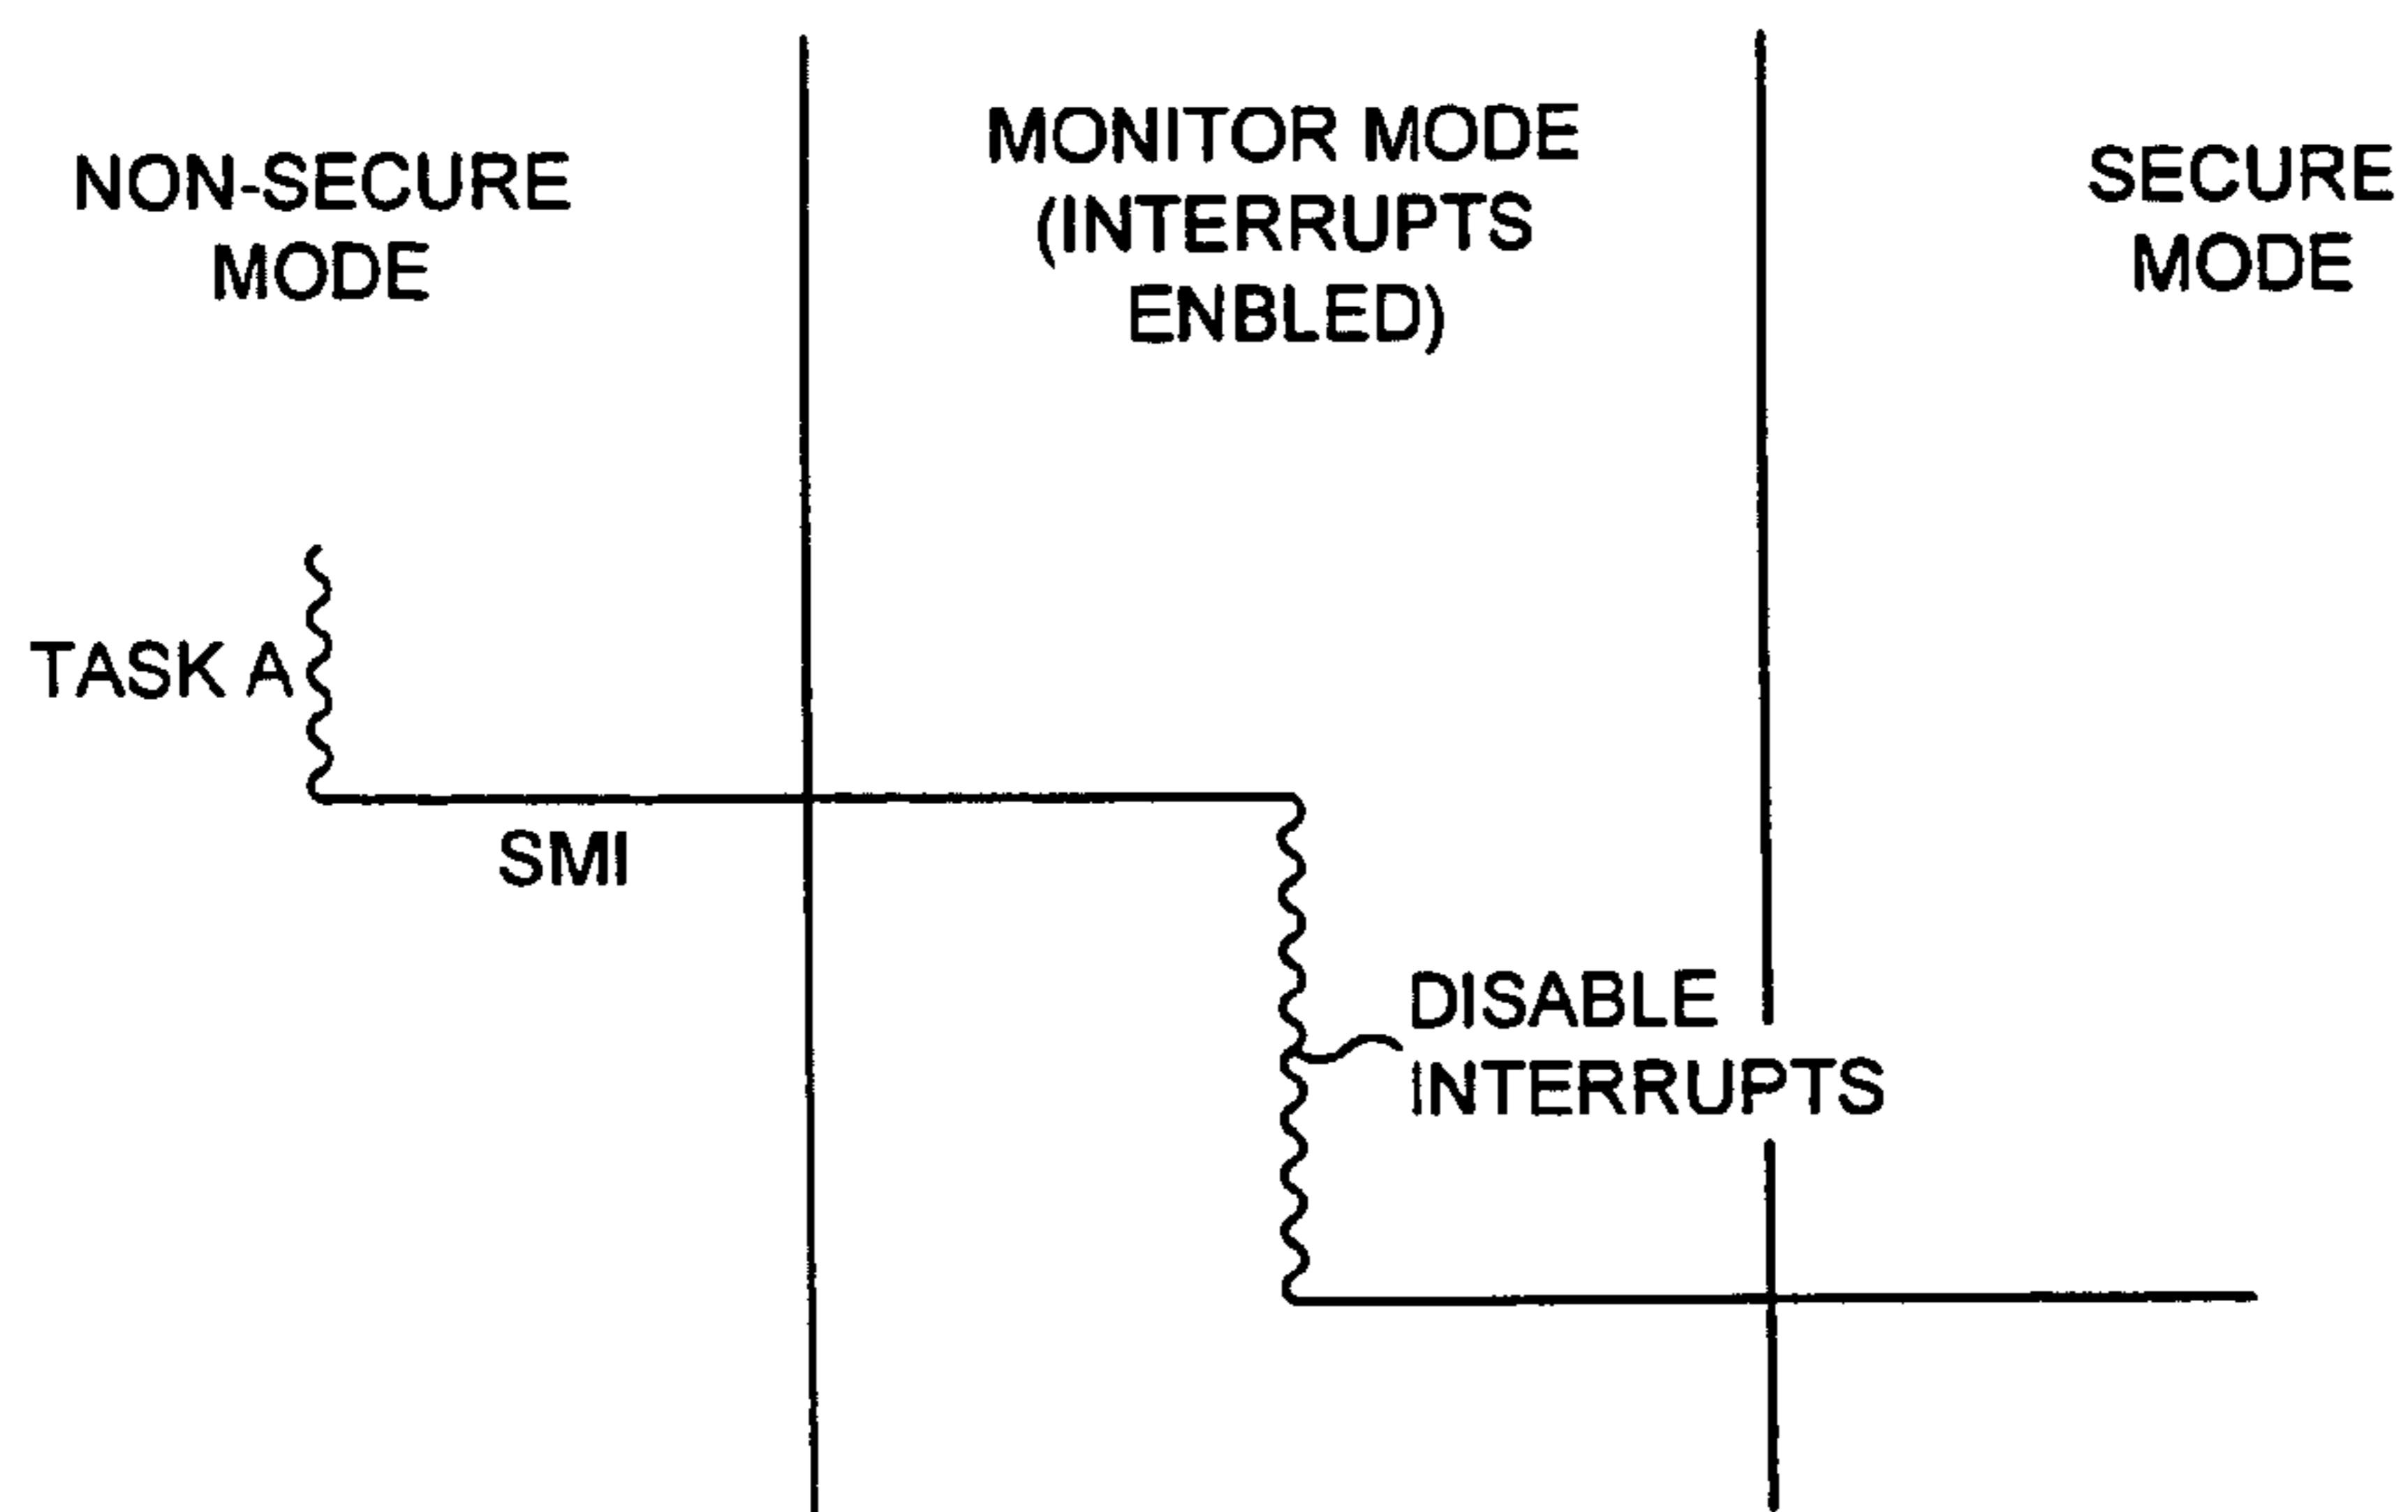 NON-SECURE
MODE
MONITOR MODE
(INTERRUPTS
ENBLED)
SECURE
MODE
TASK A
SMI
DISABLE
INTERRUPTS